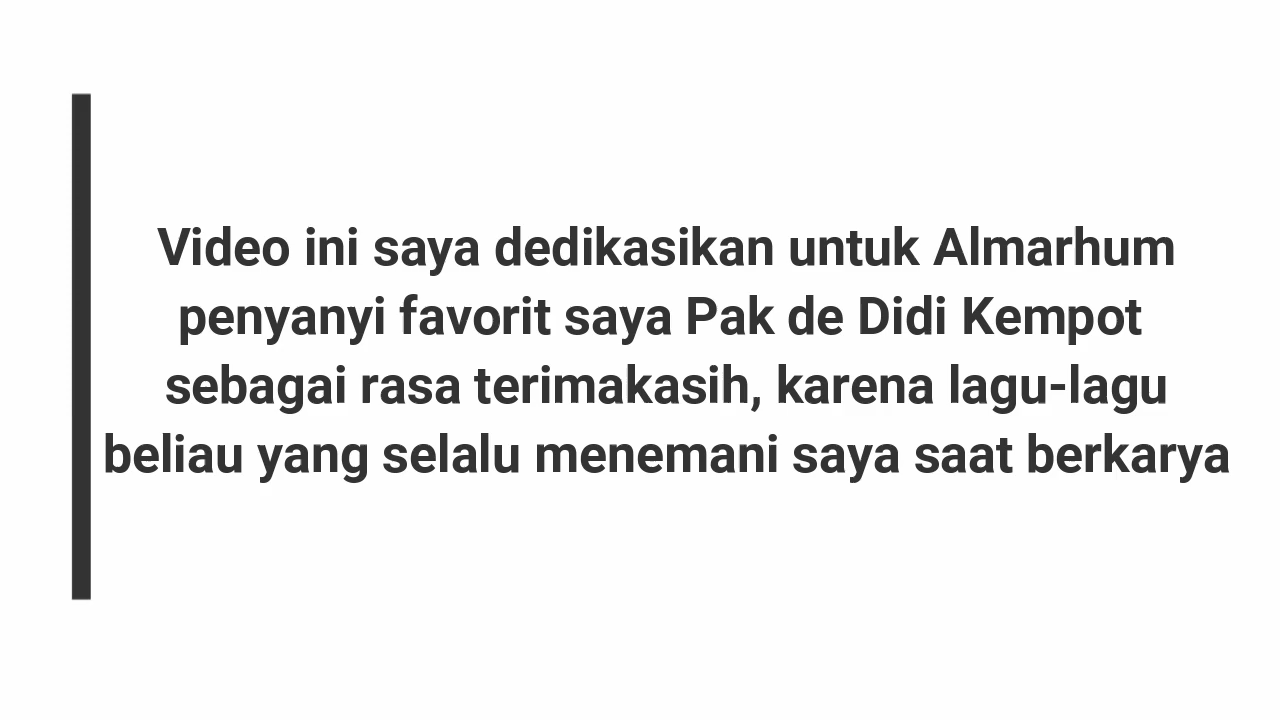 Video ini saya dedikasikan untuk Almarhum
penyanyi favorit saya Pak de Didi Kempot
sebagai rasa terimakasih, karena lagu-lagu
beliau yang selalu menemani saya saat berkarya